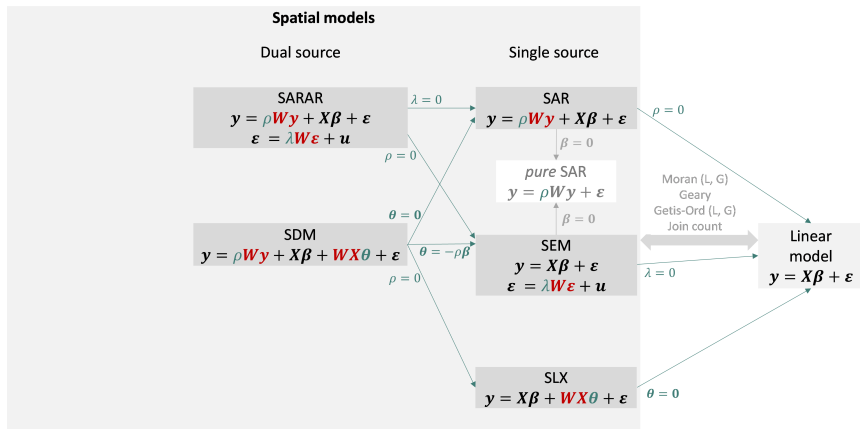 Spatial models
Dual source
Single source
SARAR
y = ρWy + Xβ + ε
ε = λWε + u
λ = 0
ρ = 0
SAR
y = ρWy + Xβ + ε
ρ = 0
β = 0
pure SAR
y = ρWy + ε
β = 0
Moran (L, G)
Geary
Getis-Ord (L, G)
Join count
θ = 0
SDM
y = ρWy + Xβ + WXθ + ε
θ = −ρβ
ρ = 0
SEM
y = Xβ + ε
ε = λWε + u
λ = 0
Linear
model
y = Xβ + ε
SLX
y = Xβ + WXθ + ε
θ = 0